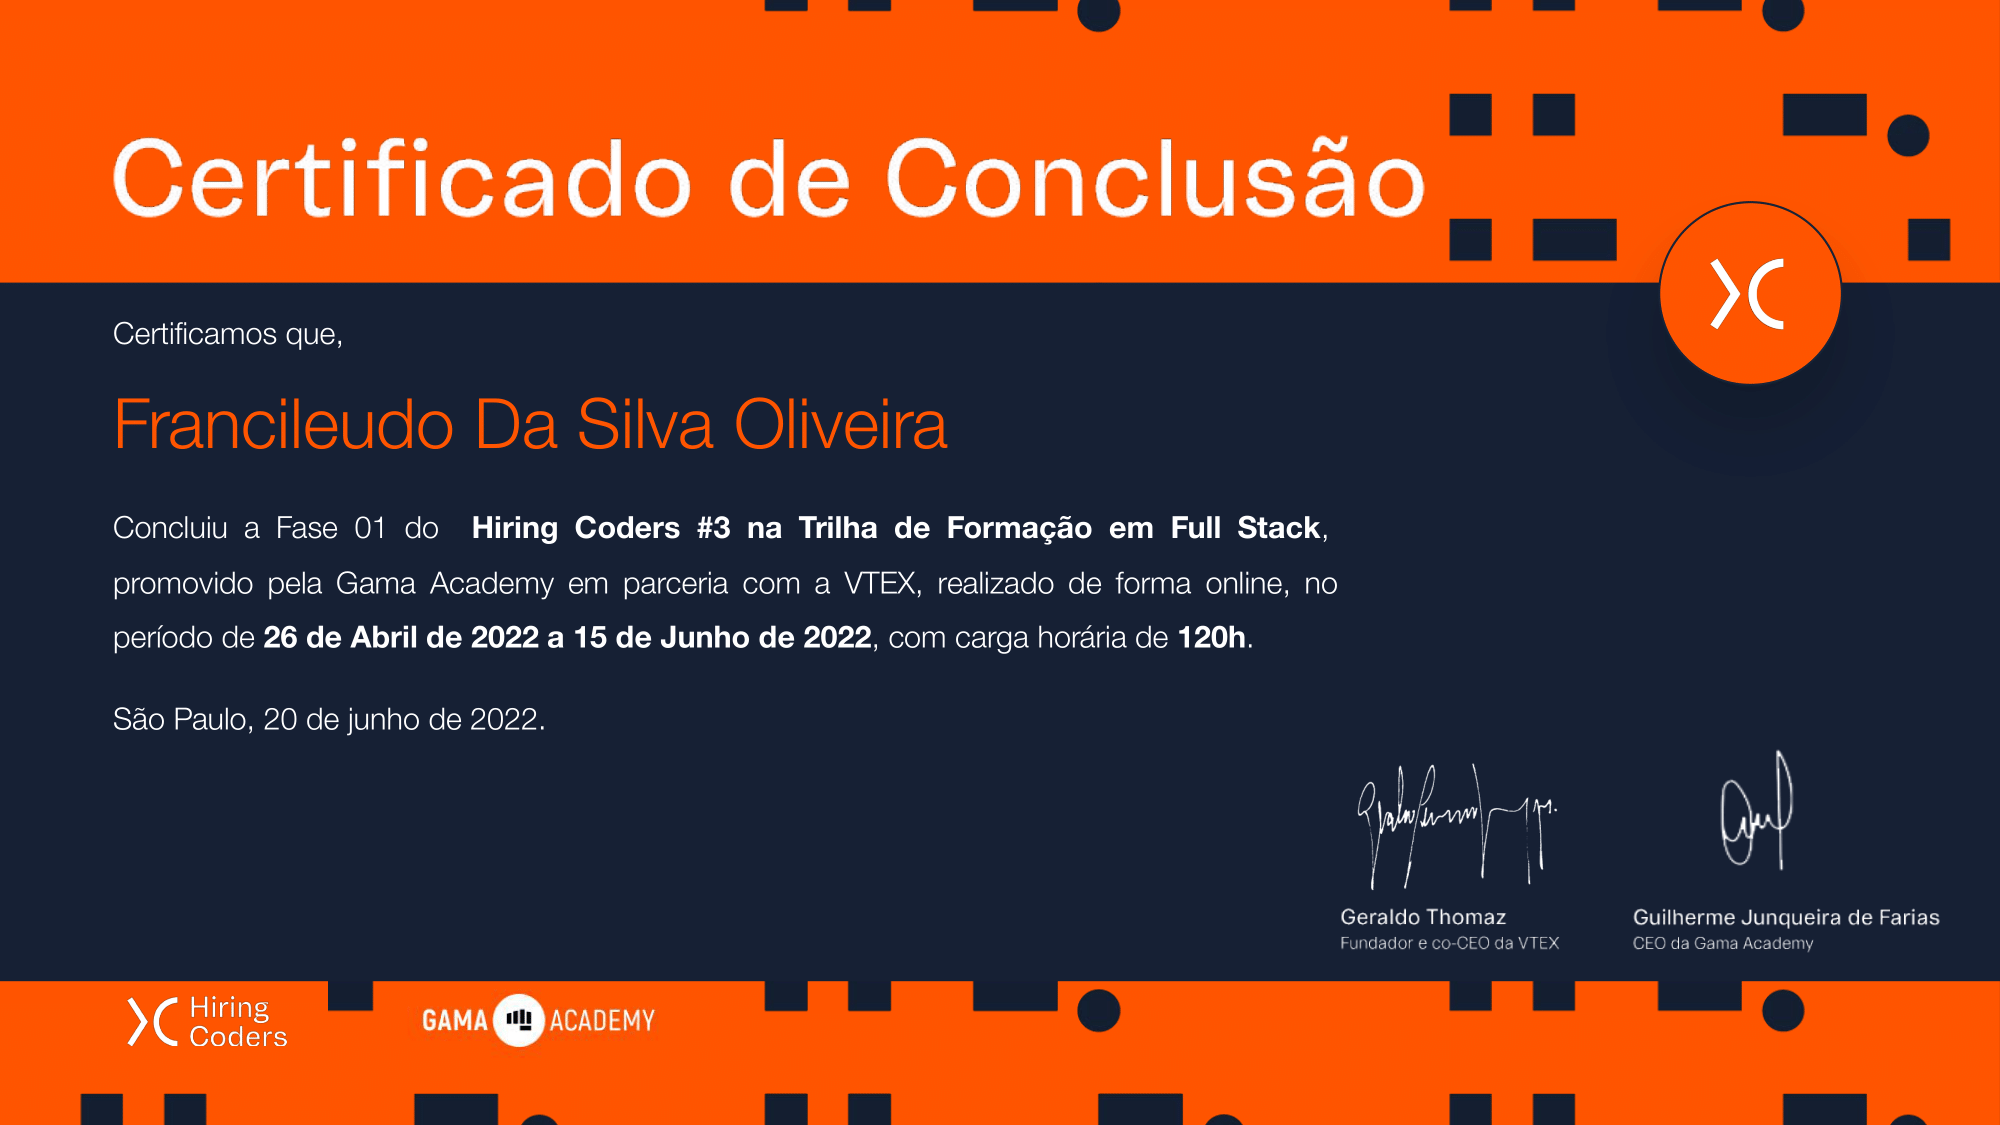 Certificado de Conclusão
Certificamos que,
Francileudo Da Silva Oliveira
Concluiu a Fase 01 do Hiring Coders #3 na Trilha de Formação em Full Stack,
promovido pela Gama Academy em parceria com a VTEX, realizado de forma online, no
período de 26 de Abril de 2022 a 15 de Junho de 2022, com carga horária de 120h.
São Paulo, 20 de junho de 2022.
Geraldo Thomaz
Fundador e co-CEO da VTEX
Guilherme Junqueira de Farias
CEO da Gama Academy
Hiring
Coders
GAMA ACADEMY